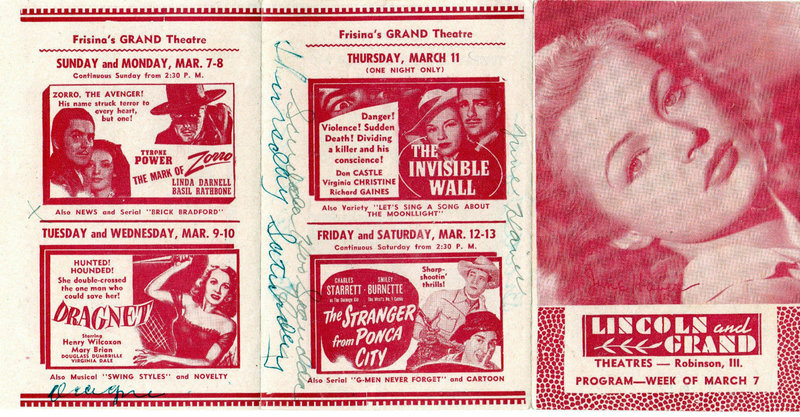 Frisina's GRAND Theatre
SUNDAY and MONDAY, MAR. 7-8
Continuous Sunday from 2:30 P. M.
ZORRO, THE AVENGER!
His name struck terror to
every heart,
but one!
TYRONE
POWER
THE MARK OF Zorro
LINDA DARNELL
BASIL RATHBONE
Also NEWS and Serial "BRICK BRADFORD"
TUESDAY and WEDNESDAY, MAR. 9-10
HUNTED!
HOUNDED!
She double-crossed
the one man who
could save her!
DRAGNET
Starring
Henry Wilcoxon
Mary Brian
DOUGLASS DUMBRILLE
VIRGINIA DALE
Also Musical "SWING STYLES" and NOVELTY
Frisina's GRAND Theatre
THURSDAY, MARCH 11
(ONE NIGHT ONLY)
Danger!
Violence! Sudden
Death! Dividing
a killer and his
conscience!
Don CASTLE
Virginia CHRISTINE
Richard GAINES
THE
INVISIBLE
WALL
Also Variety "LET'S SING A SONG ABOUT
THE MOONLLIGHT"
FRIDAY and SATURDAY, MAR. 12-13
Continuous Saturday from 2:30 P. M.
CHARLES
STARRETT
SMILEY
BURNETTE
Sharp-
shootin'
thrills!
The STRANGER
from PONCA
CITY
Also Serial "G-MEN NEVER FORGET" and CARTOON
Thursday Saturday
June Haver
LINCOLN and
GRAND
THEATRES — Robinson, Ill.
PROGRAM—WEEK OF MARCH 7